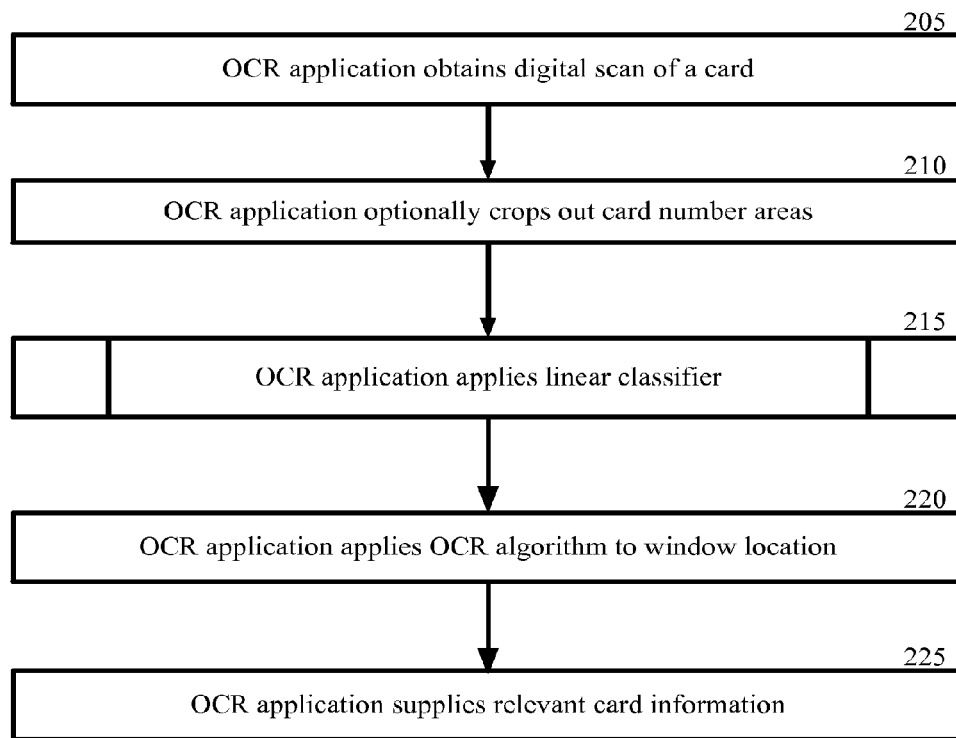 205
OCR application obtains digital scan of a card
210
OCR application optionally crops out card number areas
215
OCR application applies linear classifier
220
OCR application applies OCR algorithm to window location
225
OCR application supplies relevant card information